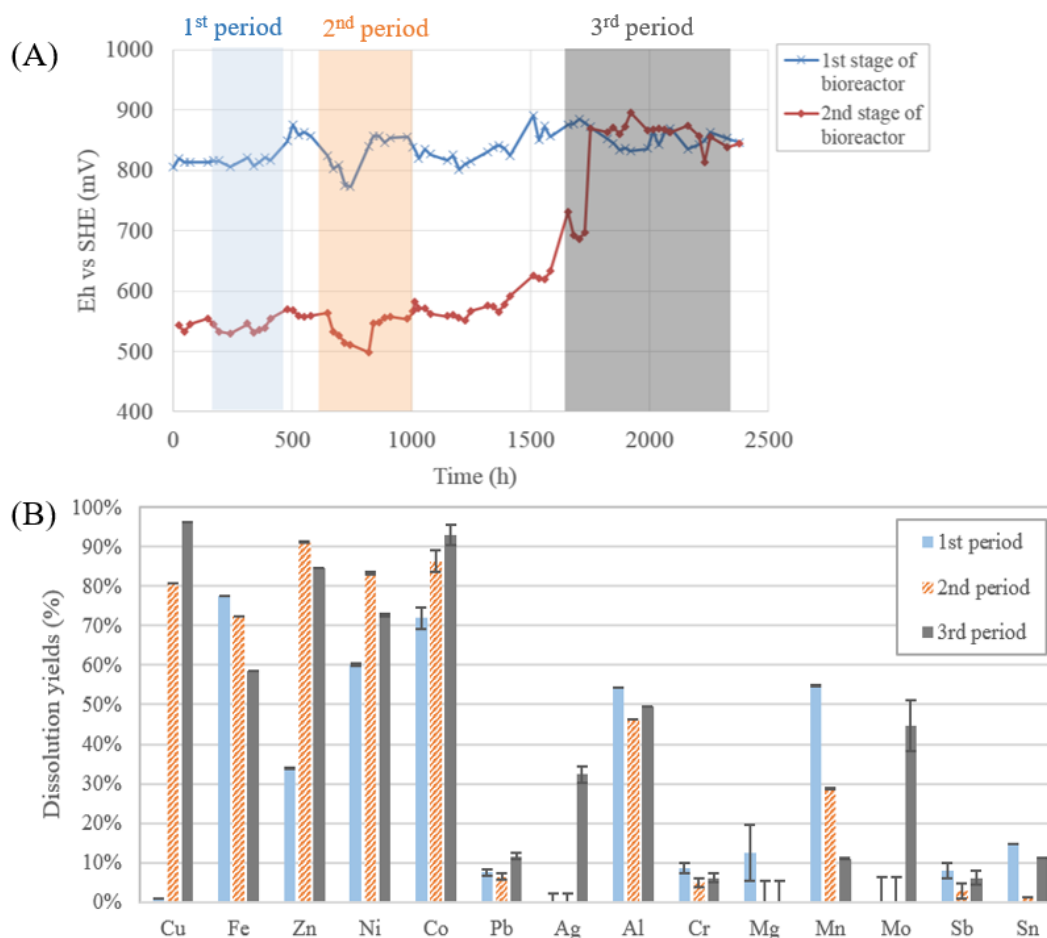 (A)
1st period
2nd period
3rd period
1000
900
800
700
600
500
400
Eh vs SHE (mV)
0
500
1000
1500
2000
2500
Time (h)
1st stage of
bioreactor
2nd stage of
bioreactor
(B)
100%
90%
80%
70%
60%
50%
40%
30%
20%
10%
0%
Dissolution yields (%)
1st period
2nd period
3rd period
Cu Fe Zn Ni Co Pb Ag Al Cr Mg Mn Mo Sb Sn